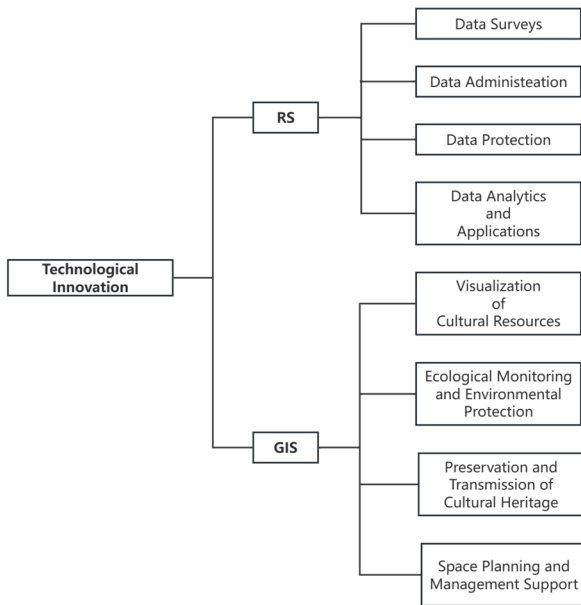 Technological
Innovation
RS
Data Surveys
Data Administeation
Data Protection
Data Analytics
and
Applications
GIS
Visualization
of
Cultural Resources
Ecological Monitoring
and Environmental
Protection
Preservation and
Transmission of
Cultural Heritage
Space Planning and
Management Support